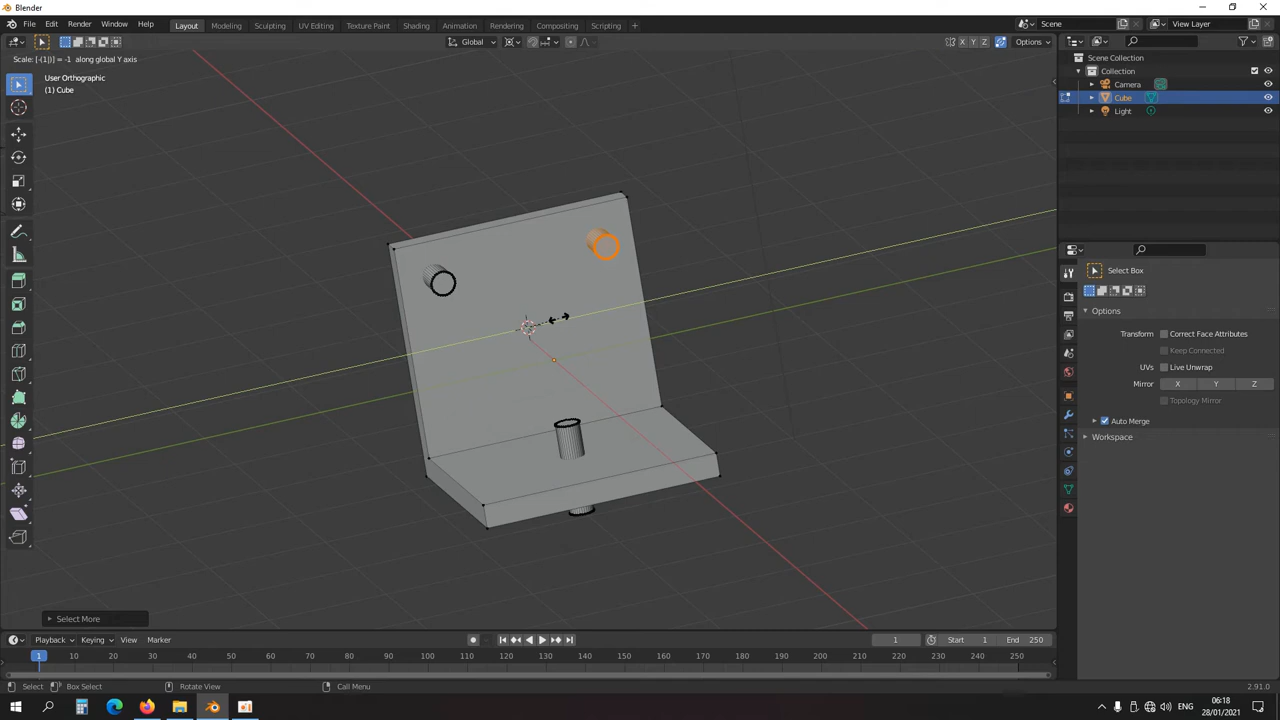 Blender
File Edit Render Window Help
Layout Modeling Sculpting UV Editing Texture Paint Shading Animation Rendering Compositing Scripting +
Scene
View Layer
Global
X Y Z
Options
Scale: [-(1|)] = -1 along global Y axis
User Orthographic
(1) Cube
Scene Collection
Collection
Camera
Cube
Light
Select Box
Options
Transform Correct Face Attributes
Keep Connected
UVs Live Unwrap
Mirror X Y Z
Topology Mirror
Auto Merge
Workspace
Select More
Playback Keying View Marker
1 Start 1 End 250
1 10 20 30 40 50 60 70 80 90 100 110 120 130 140 150 160 170 180 190 200 210 220 230 240 250
Select Box Select Rotate View Call Menu 2.91.0
ENG 06:18
28/01/2021